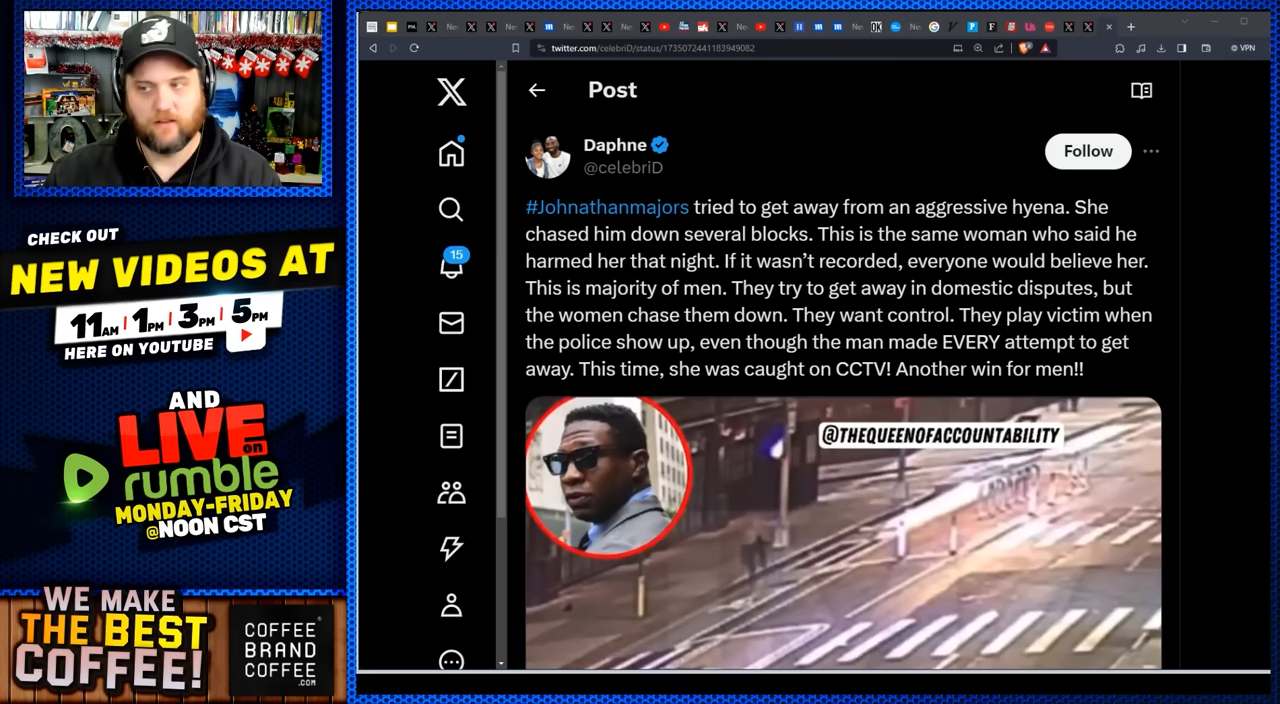 CHECK OUT
NEW VIDEOS AT
11AM | 1PM | 3PM | 5PM
HERE ON YOUTUBE
AND
LIVE on
rumble
MONDAY-FRIDAY
@NOON CST
WE MAKE
THE BEST
COFFEE!
COFFEE
BRAND
COFFEE
.COM
twitter.com/celebriD/status/1735072441183949082
VPN
Post
Daphne
@celebriD
Follow
15
#Johnathanmajors tried to get away from an aggressive hyena. She
chased him down several blocks. This is the same woman who said he
harmed her that night. If it wasn’t recorded, everyone would believe her.
This is majority of men. They try to get away in domestic disputes, but
the women chase them down. They want control. They play victim when
the police show up, even though the man made EVERY attempt to get
away. This time, she was caught on CCTV! Another win for men!!
@THEQUEENOFACCOUNTABILITY